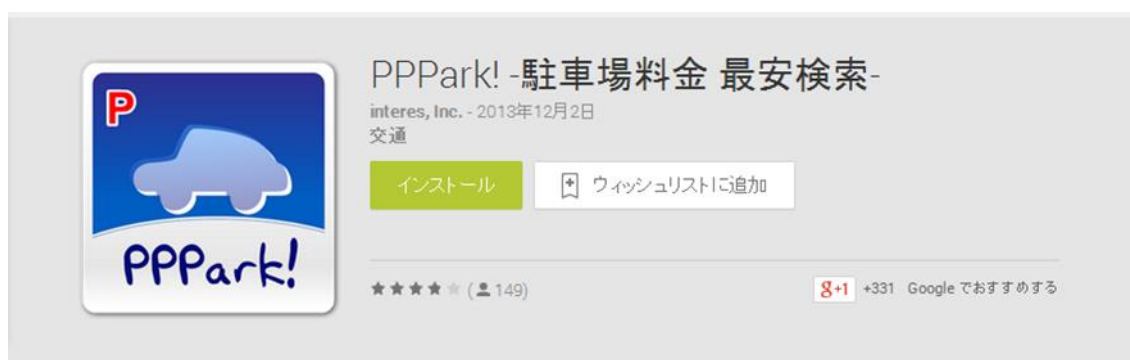 P
PPPark!
PPPark! -駐車場料金 最安検索-
interes, Inc. - 2013年12月2日
交通
インストール
ウィッシュリストに追加
(149)
g+1 +331 Google でおすすめする